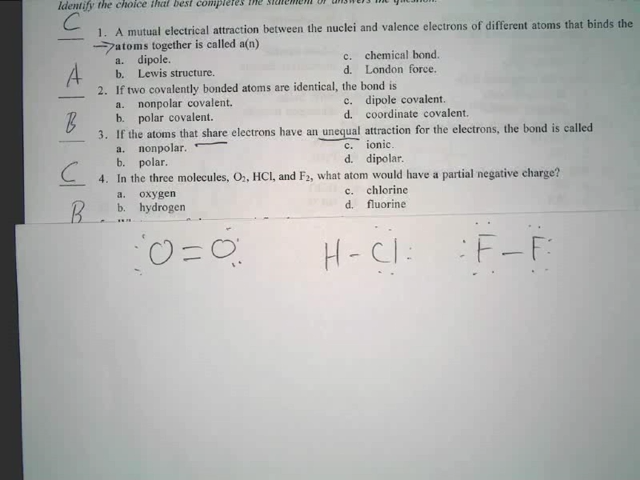 Identify the choice that best completes the statement or answers the question.
C 1. A mutual electrical attraction between the nuclei and valence electrons of different atoms that binds the
atoms together is called a(n)
a. dipole. c. chemical bond.
b. Lewis structure. d. London force.
A 2. If two covalently bonded atoms are identical, the bond is
a. nonpolar covalent. c. dipole covalent.
b. polar covalent. d. coordinate covalent.
B 3. If the atoms that share electrons have an unequal attraction for the electrons, the bond is called
a. nonpolar. c. ionic.
b. polar. d. dipolar.
C 4. In the three molecules, O₂, HCl, and F₂, what atom would have a partial negative charge?
a. oxygen c. chlorine
b. hydrogen d. fluorine
B
O=O H-Cl: :F-F: